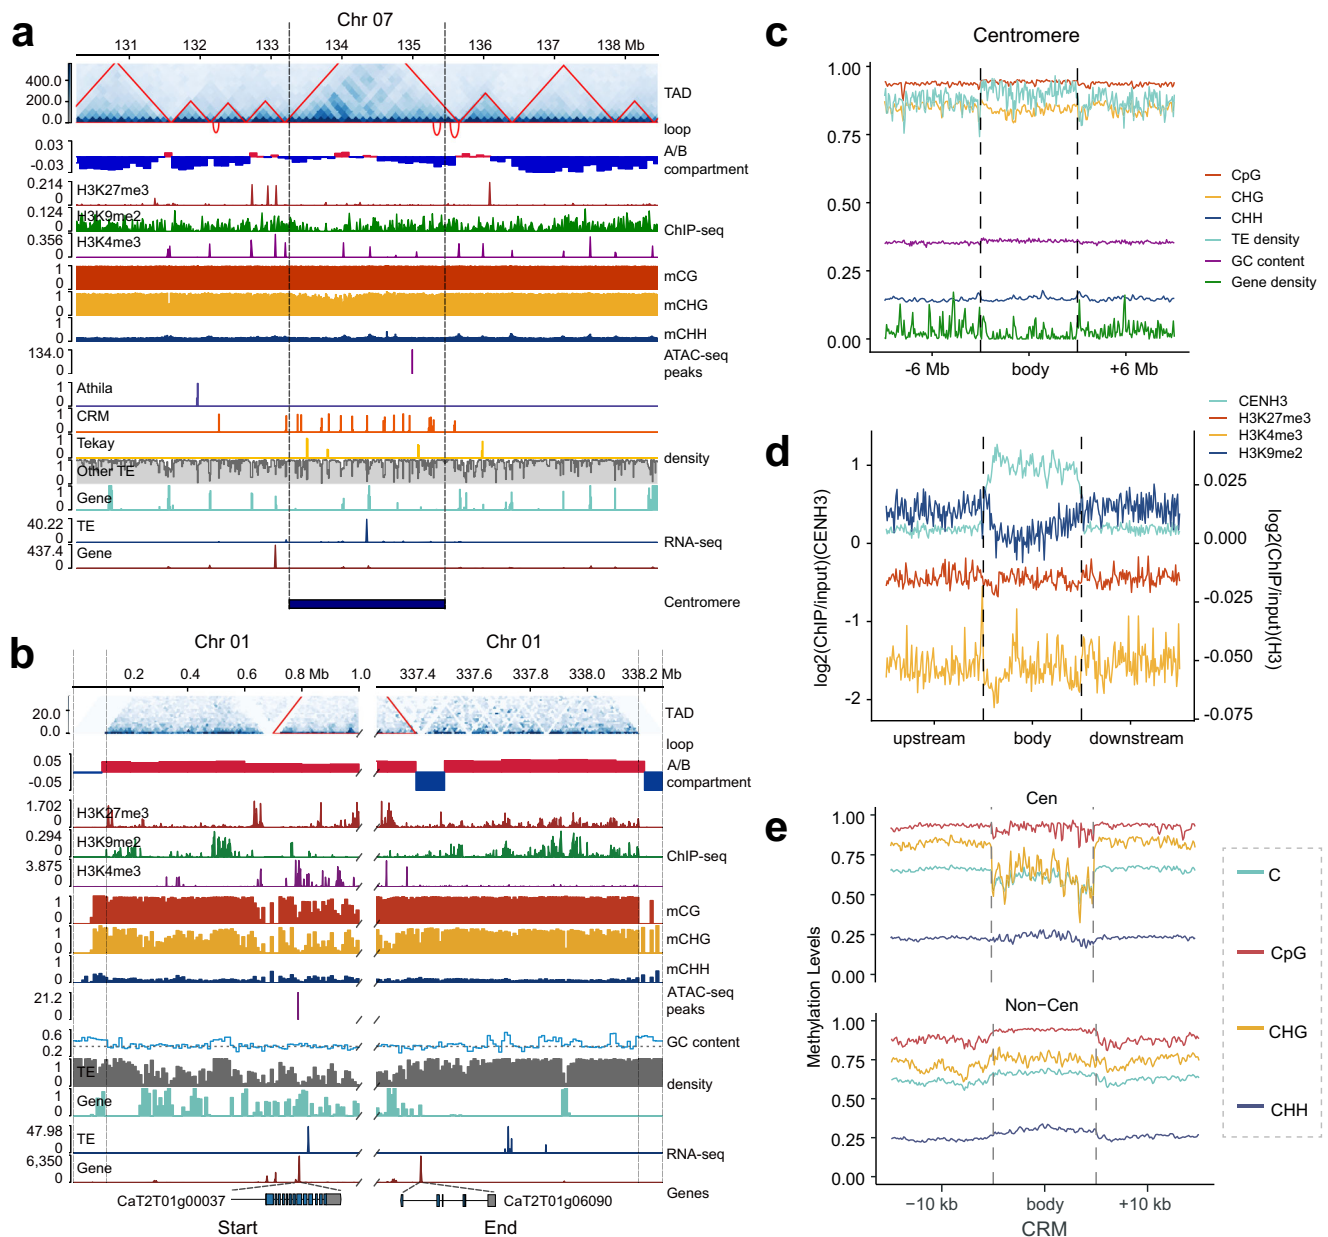 a
Chr 07
131 132 133 134 135 136 137 138 Mb
400.0
200.0
0.0
TAD
loop
0.03
-0.03
A/B
compartment
0.214
0
H3K27me3
0.124
0
H3K9me2
ChIP-seq
0.356
0
H3K4me3
1
0
mCG
1
0
mCHG
1
0
mCHH
134.0
0
ATAC-seq
peaks
1
0
Athila
1
0
CRM
1
0
Tekay
density
1
0
Other TE
1
0
Gene
40.22
0
TE
RNA-seq
437.4
0
Gene
Centromere
b
Chr 01
Chr 01
0.2 0.4 0.6 0.8 Mb 1.0
337.4 337.6 337.8 338.0 338.2 Mb
20.0
0.0
TAD
loop
0.05
-0.05
A/B
compartment
1.702
0
H3K27me3
0.294
0
H3K9me2
ChIP-seq
3.875
0
H3K4me3
1
0
mCG
1
0
mCHG
1
0
mCHH
21.2
0
ATAC-seq
peaks
0.6
0.2
GC content
1
0
TE
density
1
0
Gene
47.98
0
TE
RNA-seq
6,350
0
Gene
Genes
CaT2T01g00037
CaT2T01g06090
Start
End
c
Centromere
1.00
0.75
0.50
0.25
0.00
-6 Mb body +6 Mb
CpG
CHG
CHH
TE density
GC content
Gene density
d
CENH3
H3K27me3
H3K4me3
H3K9me2
log2(ChIP/input)(CENH3)
1
0
-1
-2
0.025
0.000
-0.025
-0.050
-0.075
log2(ChIP/input)(H3)
upstream body downstream
e
Cen
1.00
0.75
0.50
0.25
0.00
Non−Cen
1.00
0.75
0.50
0.25
0.00
Methylation Levels
−10 kb body +10 kb
CRM
C
CpG
CHG
CHH